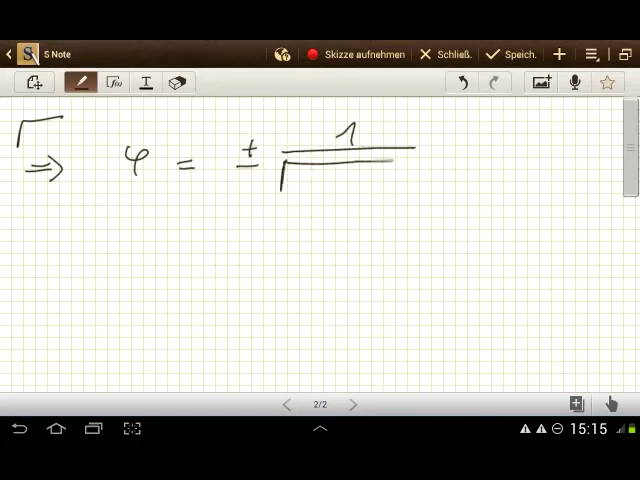 S Note
Skizze aufnehmen
Schließ.
Speich.
f(x)
T
√
⇒ φ = ± 1/√
2/2
15:15